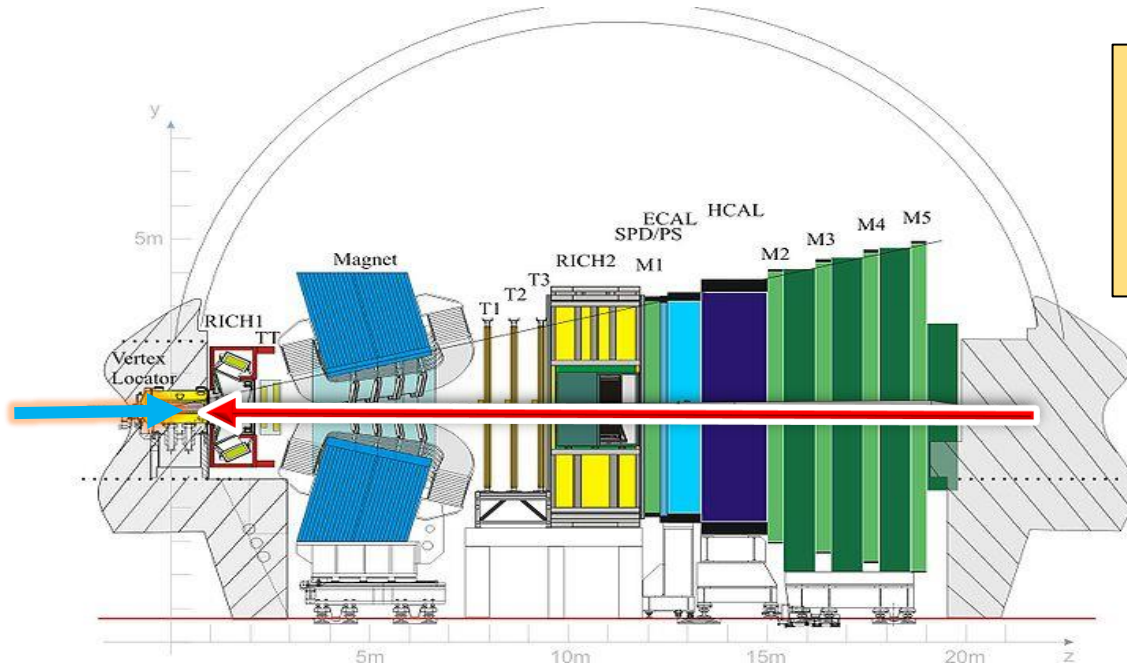 y
5m
HCAL
ECAL
SPD/PS
M5
M4
M3
M2
Magnet
RICH2
M1
T3
T2
T1
RICH1
TT
Vertex
Locator
5m
10m
15m
20m
z